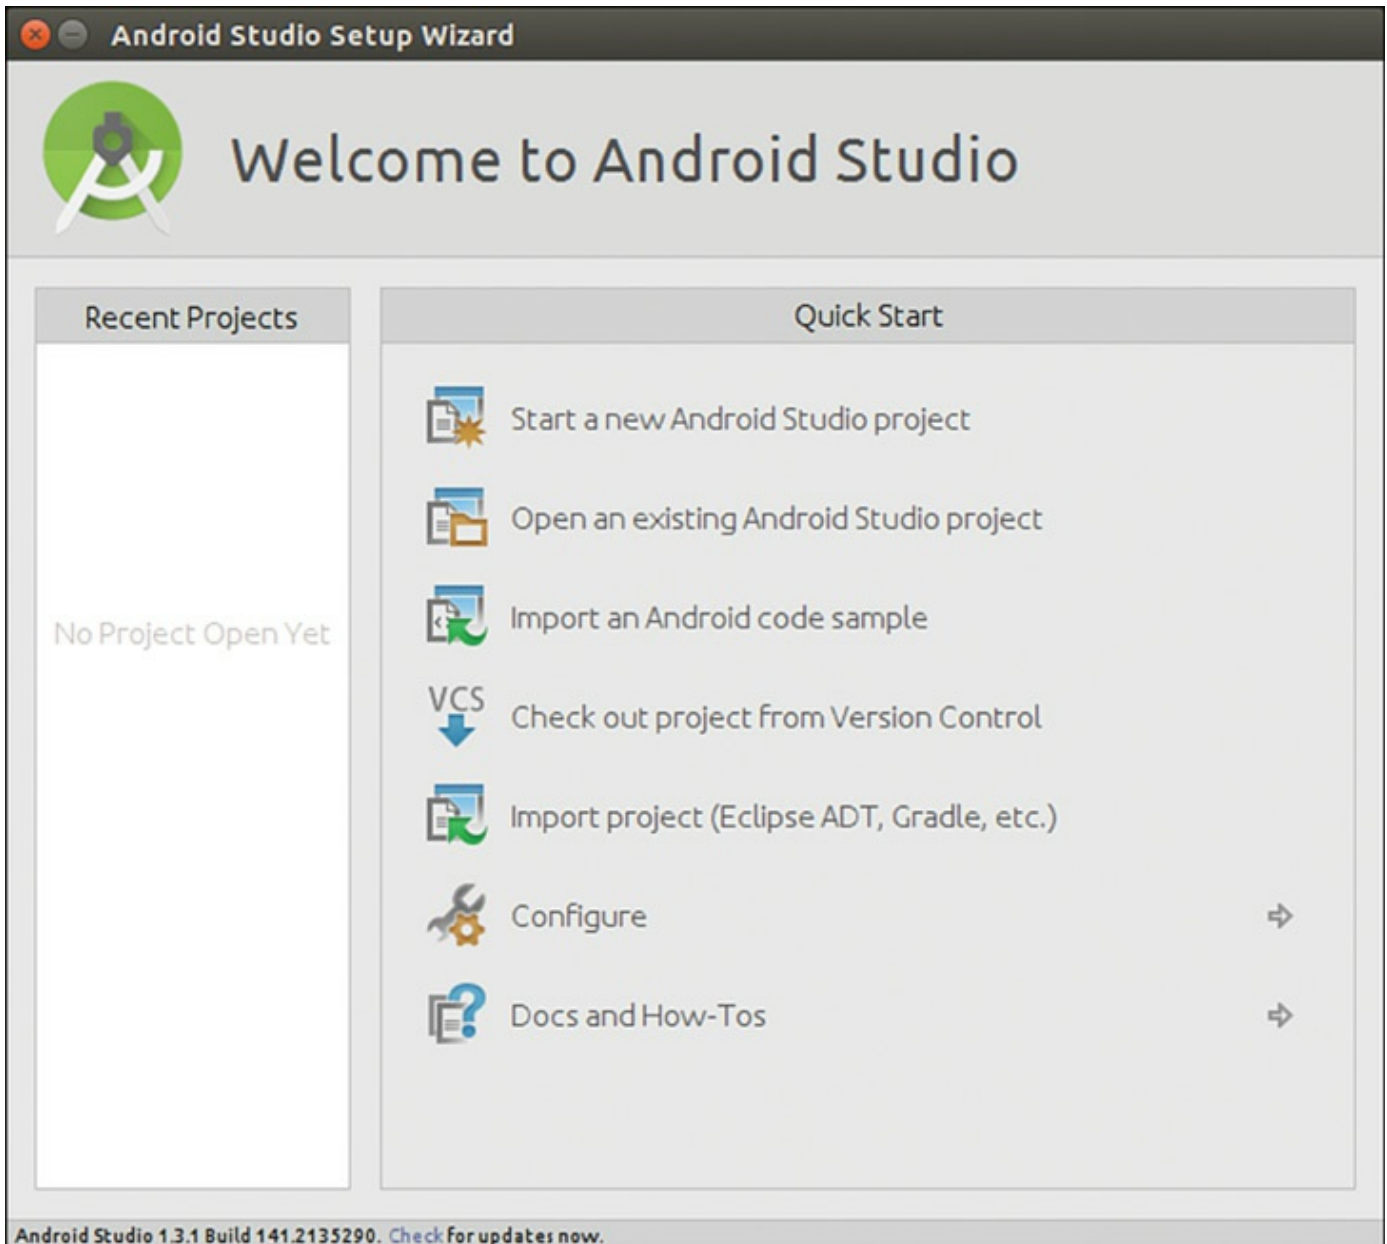 Android Studio Setup Wizard
Welcome to Android Studio
Recent Projects
No Project Open Yet
Quick Start
Start a new Android Studio project
Open an existing Android Studio project
Import an Android code sample
VCS
Check out project from Version Control
Import project (Eclipse ADT, Gradle, etc.)
Configure
Docs and How-Tos
Android Studio 1.3.1 Build 141.2135290. Check for updates now.